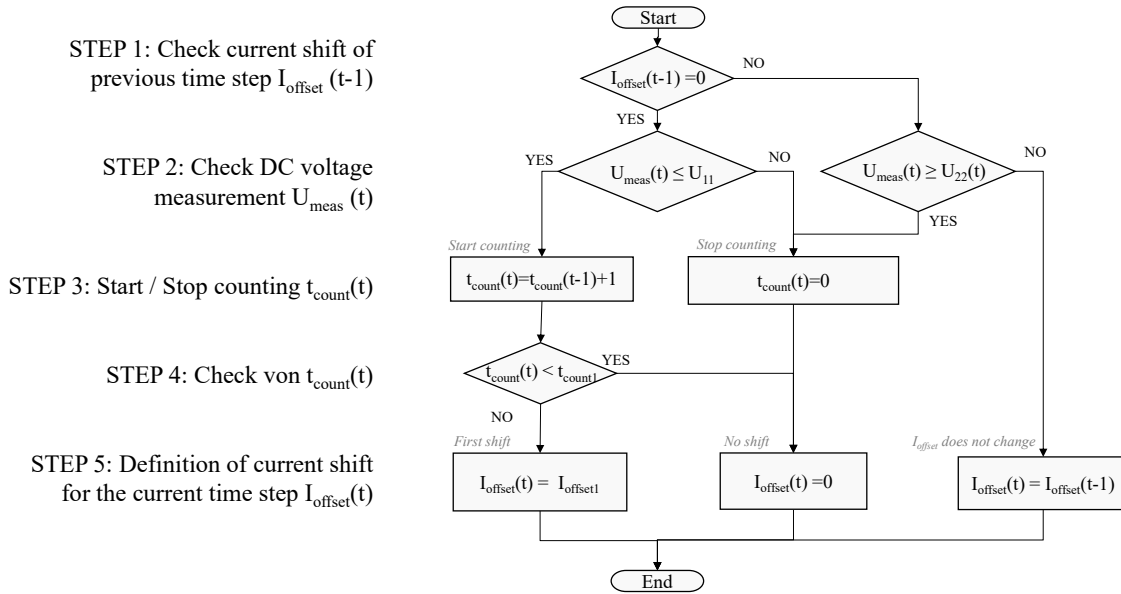 Start
STEP 1: Check current shift of
previous time step I_offset (t-1)
I_offset(t-1) =0
NO
YES
STEP 2: Check DC voltage
measurement U_meas (t)
YES
U_meas(t) ≤ U_11
NO
U_meas(t) ≥ U_22(t)
NO
YES
Start counting
Stop counting
STEP 3: Start / Stop counting t_count(t)
t_count(t)=t_count(t-1)+1
t_count(t)=0
STEP 4: Check von t_count(t)
t_count(t) < t_count1
YES
NO
First shift
No shift
I_offset does not change
STEP 5: Definition of current shift
for the current time step I_offset(t)
I_offset(t) = I_offset1
I_offset(t) =0
I_offset(t) = I_offset(t-1)
End